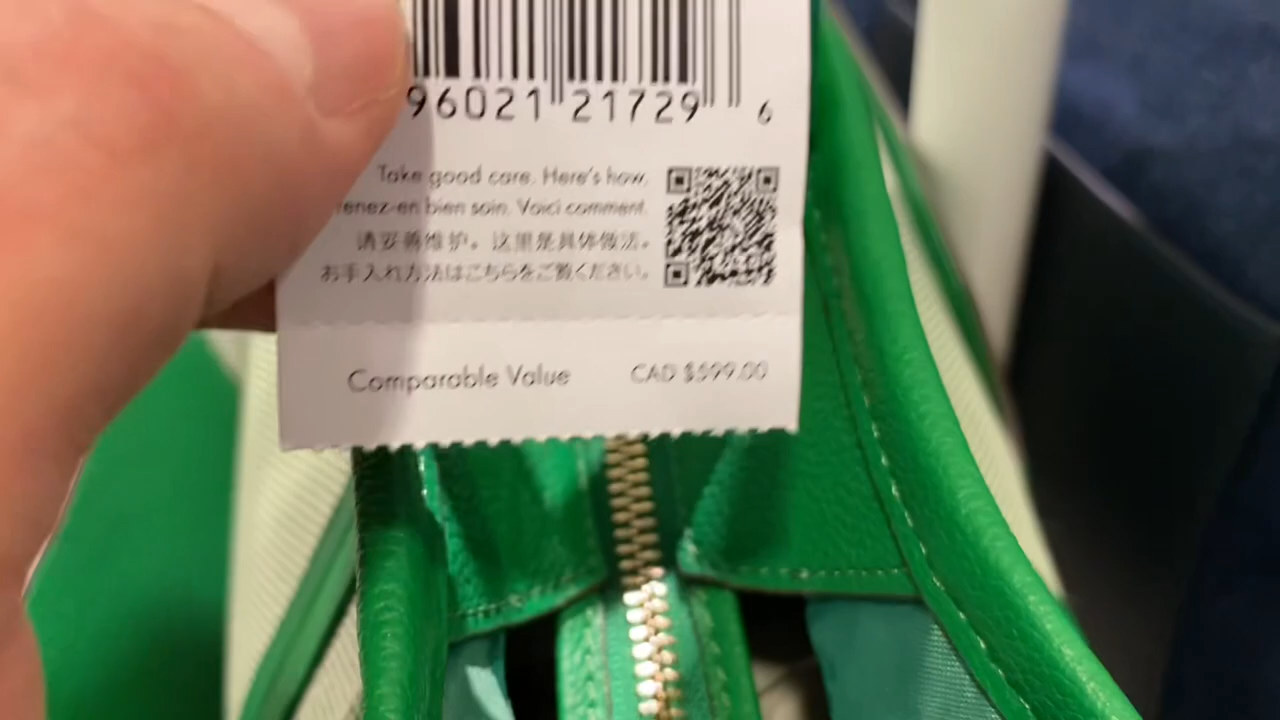 96021 21729 6
Take good care. Here's how.
renez-en bien soin. Voici comment.
请妥善维护。这里是具体做法。
お手入れ方法はこちらをご覧ください。
Comparable Value CAD $599.00